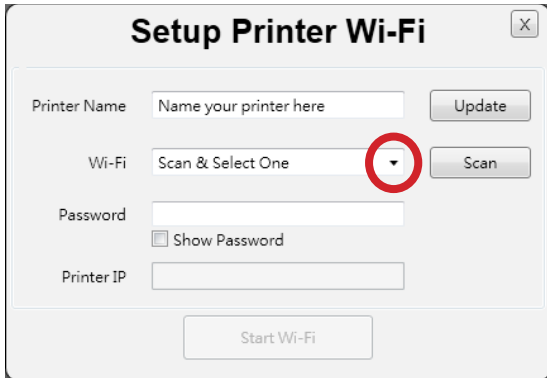 Setup Printer Wi-Fi
X
Printer Name
Name your printer here
Update
Wi-Fi
Scan & Select One
Scan
Password
Show Password
Printer IP
Start Wi-Fi